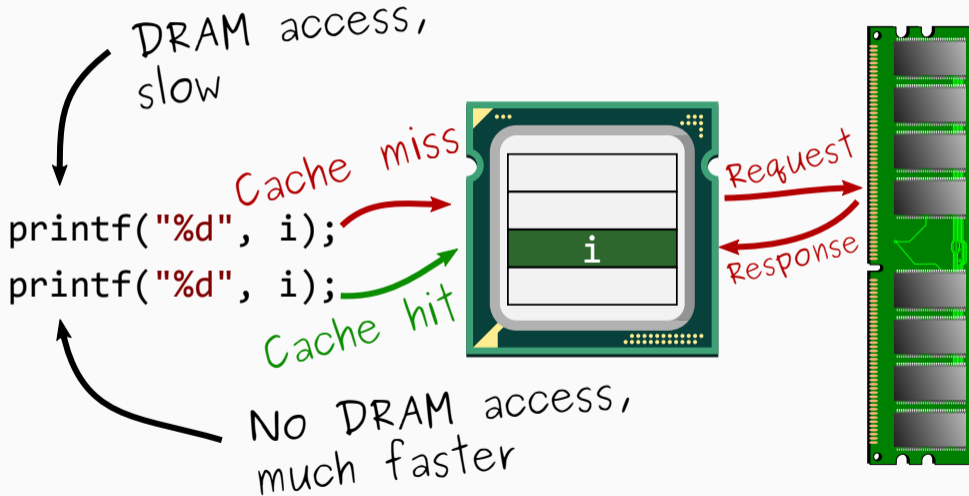 DRAM access,
slow
Cache miss
printf("%d", i);
printf("%d", i);
Cache hit
No DRAM access,
much faster
i
Request
Response